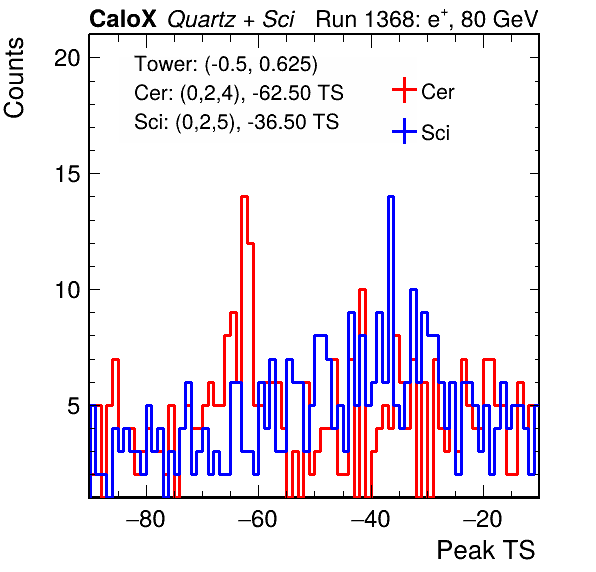 CaloX Quartz + Sci Run 1368: e+, 80 GeV
Counts
Tower: (-0.5, 0.625)
Cer: (0,2,4), -62.50 TS
Sci: (0,2,5), -36.50 TS
Cer
Sci
20
15
10
5
−80 −60 −40 −20
Peak TS